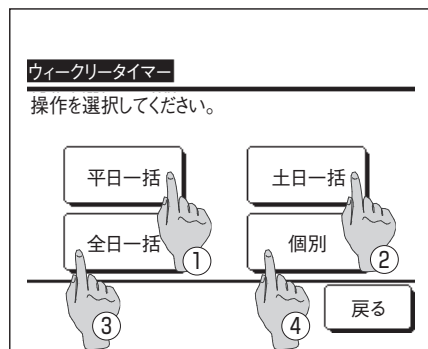 ウィークリータイマー
操作を選択してください。
平日一括
土日一括
①
②
全日一括
個別
③
④
戻る